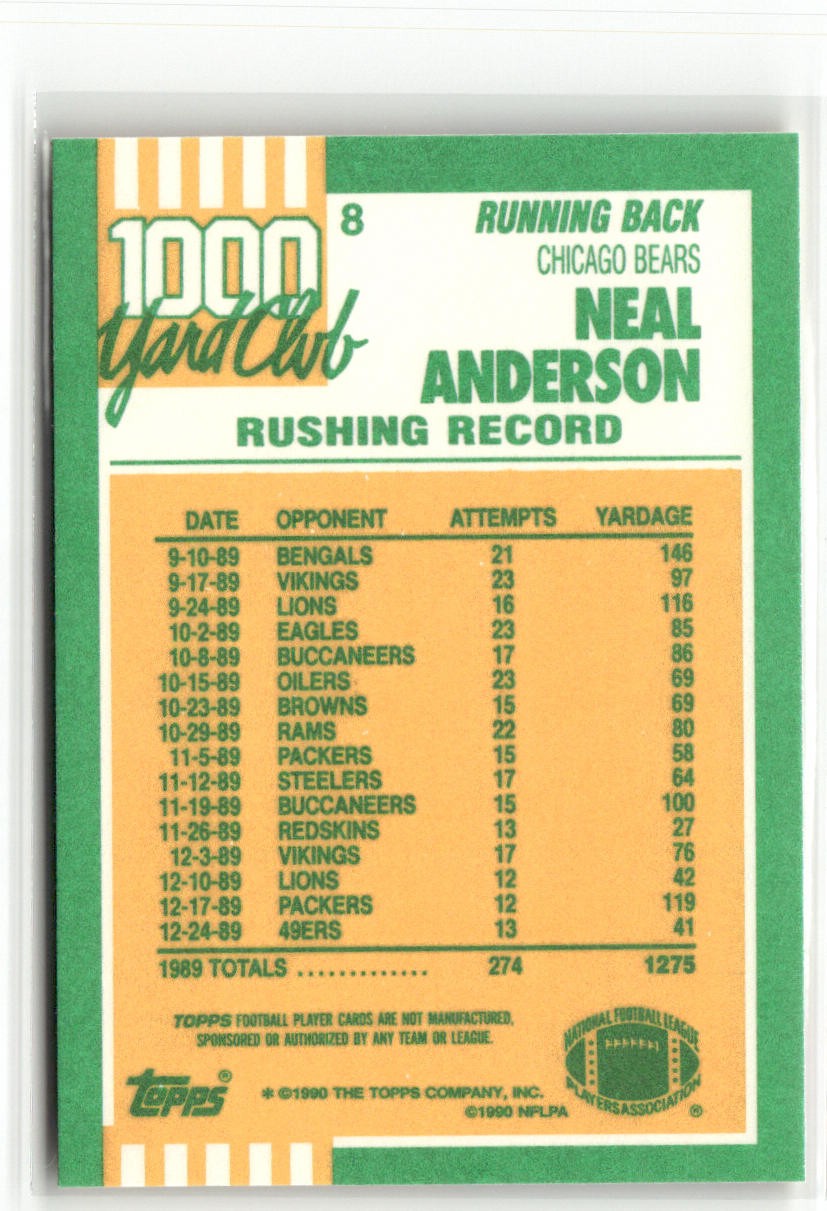 1000
Yard Club
8
RUNNING BACK
CHICAGO BEARS
NEAL
ANDERSON
RUSHING RECORD
DATE OPPONENT ATTEMPTS YARDAGE
9-10-89 BENGALS 21 146
9-17-89 VIKINGS 23 97
9-24-89 LIONS 16 116
10-2-89 EAGLES 23 85
10-8-89 BUCCANEERS 17 86
10-15-89 OILERS 23 69
10-23-89 BROWNS 15 69
10-29-89 RAMS 22 80
11-5-89 PACKERS 15 58
11-12-89 STEELERS 17 64
11-19-89 BUCCANEERS 15 100
11-26-89 REDSKINS 13 27
12-3-89 VIKINGS 17 76
12-10-89 LIONS 12 42
12-17-89 PACKERS 12 119
12-24-89 49ERS 13 41
1989 TOTALS ............. 274 1275
TOPPS FOOTBALL PLAYER CARDS ARE NOT MANUFACTURED,
SPONSORED OR AUTHORIZED BY ANY TEAM OR LEAGUE.
NATIONAL FOOTBALL LEAGUE
PLAYERS ASSOCIATION ®
topps®
* ©1990 THE TOPPS COMPANY, INC.
©1990 NFLPA